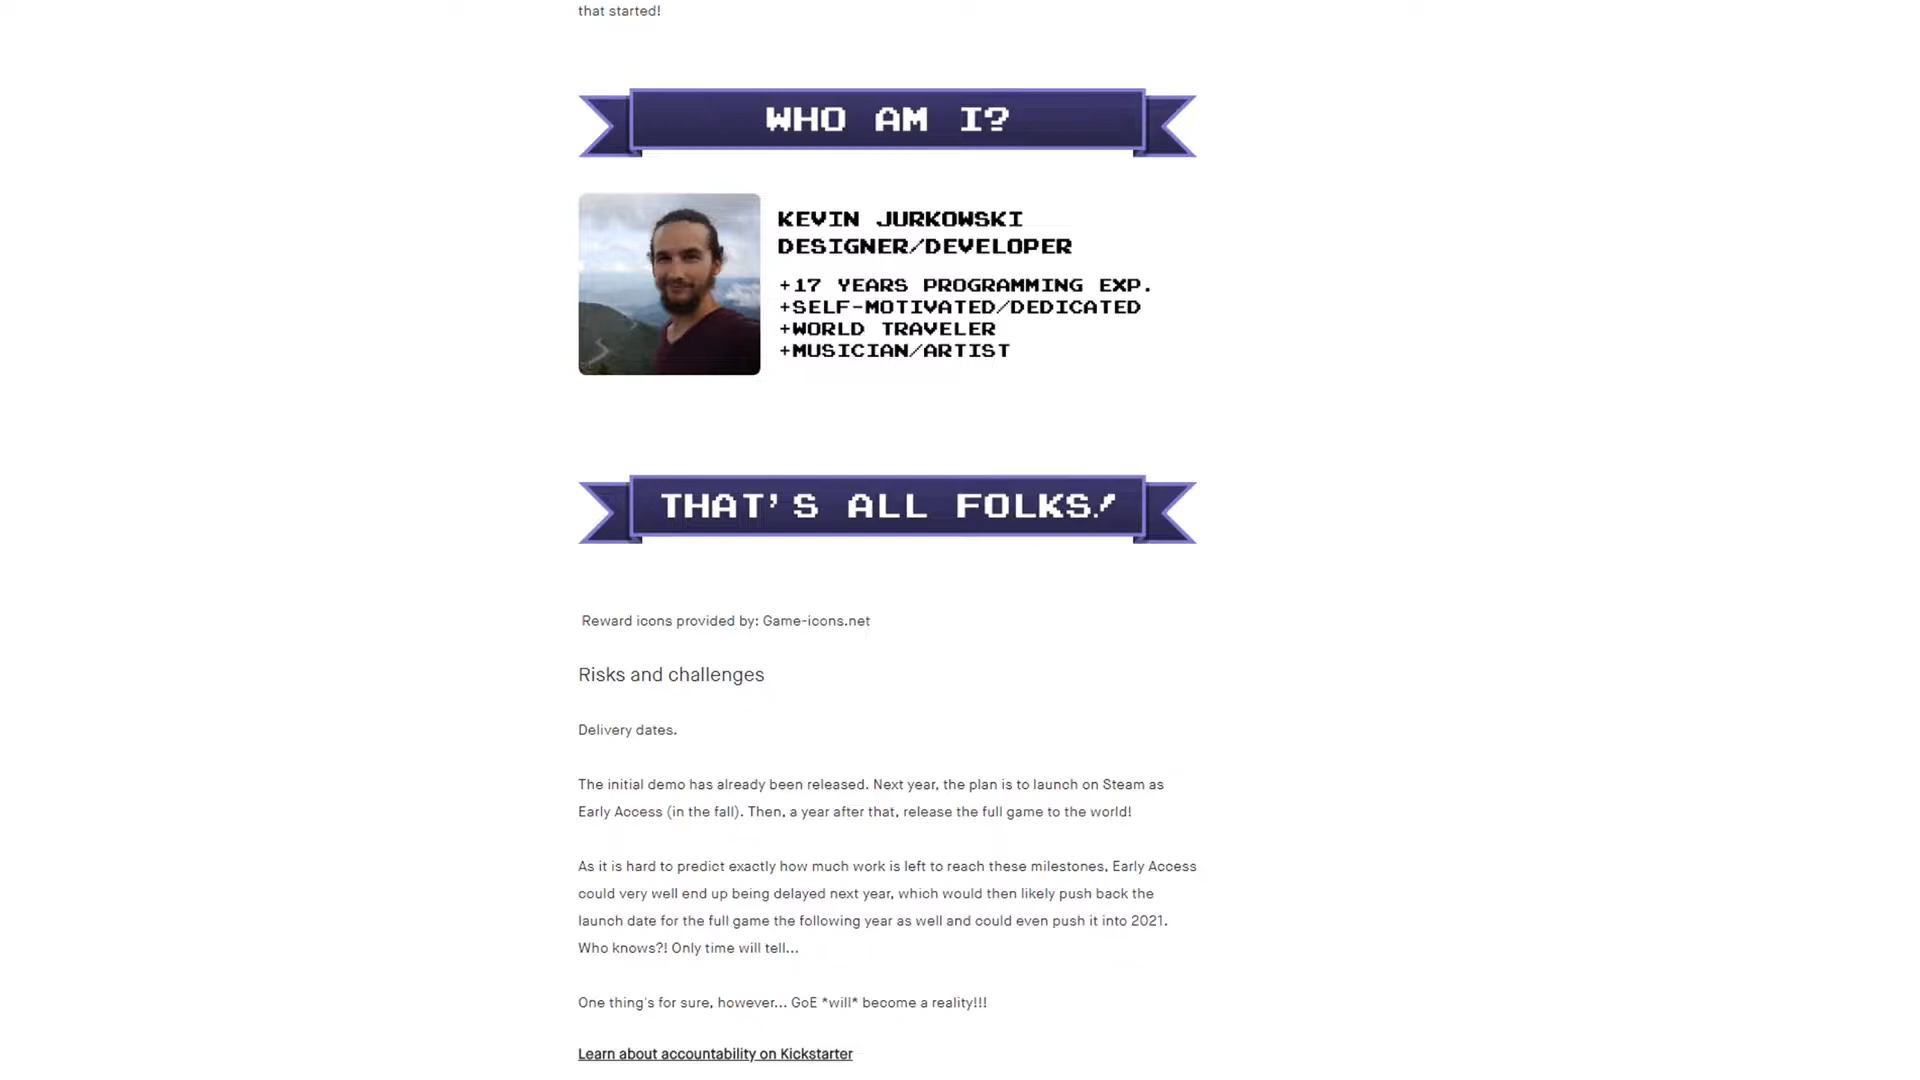 that started!
WHO AM I?
KEVIN JURKOWSKI
DESIGNER/DEVELOPER
+17 YEARS PROGRAMMING EXP.
+SELF-MOTIVATED/DEDICATED
+WORLD TRAVELER
+MUSICIAN/ARTIST
THAT'S ALL FOLKS!
Reward icons provided by: Game-icons.net
Risks and challenges
Delivery dates.
The initial demo has already been released. Next year, the plan is to launch on Steam as
Early Access (in the fall). Then, a year after that, release the full game to the world!
As it is hard to predict exactly how much work is left to reach these milestones, Early Access
could very well end up being delayed next year, which would then likely push back the
launch date for the full game the following year as well and could even push it into 2021.
Who knows?! Only time will tell...
One thing's for sure, however... GoE *will* become a reality!!!
Learn about accountability on Kickstarter